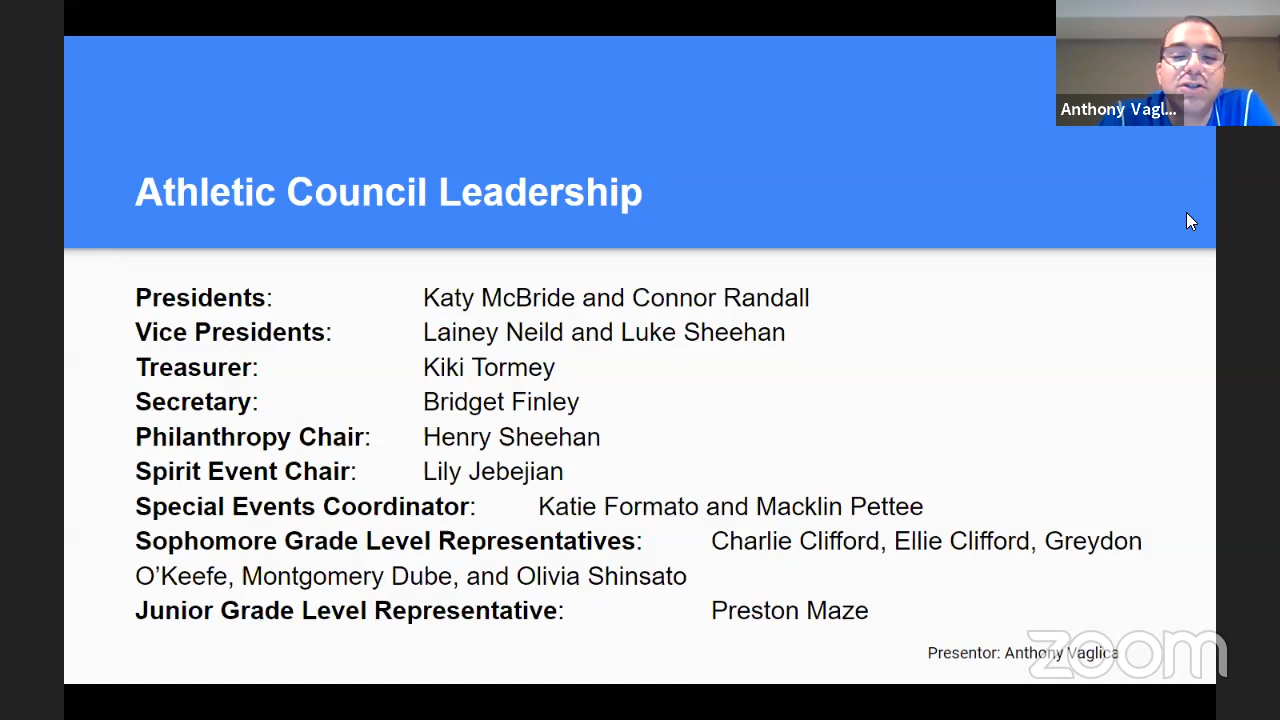 Anthony Vagl...
Athletic Council Leadership
Presidents: Katy McBride and Connor Randall
Vice Presidents: Lainey Neild and Luke Sheehan
Treasurer: Kiki Tormey
Secretary: Bridget Finley
Philanthropy Chair: Henry Sheehan
Spirit Event Chair: Lily Jebejian
Special Events Coordinator: Katie Formato and Macklin Pettee
Sophomore Grade Level Representatives: Charlie Clifford, Ellie Clifford, Greydon
O’Keefe, Montgomery Dube, and Olivia Shinsato
Junior Grade Level Representative: Preston Maze
Presentor: Anthony Vaglica
zoom